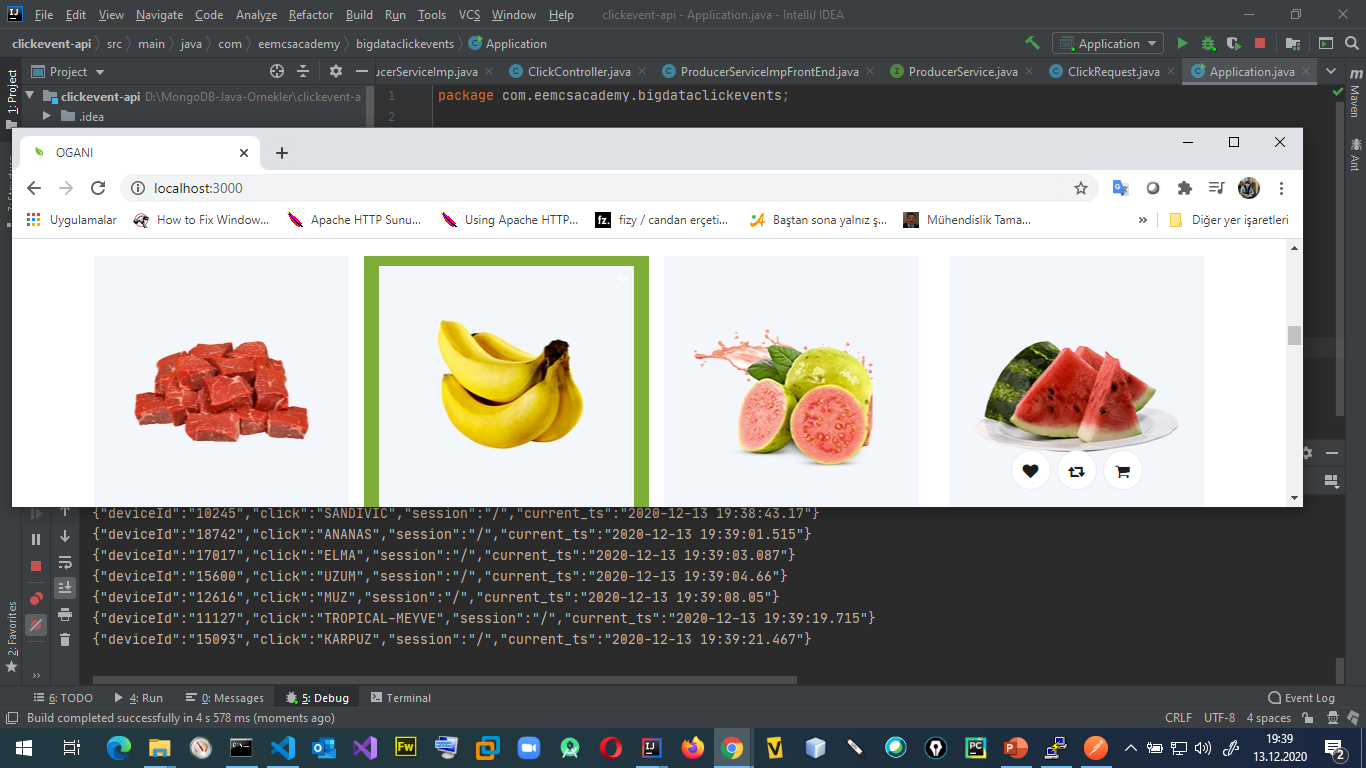 File Edit View Navigate Code Analyze Refactor Build Run Tools VCS Window Help clickevent-api - Application.java - IntelliJ IDEA
clickevent-api src main java com eemcsacademy bigdataclickevents Application Application
Project ucerServiceImp.java ClickController.java ProducerServiceImpFrontEnd.java ProducerService.java ClickRequest.java Application.java
1: Project
Maven
Ant
clickevent-api D:\MongoDB-Java-Ornekler\clickevent-a
.idea
1 package com.eemcsacademy.bigdataclickevents;
2
OGANI
localhost:3000
Uygulamalar How to Fix Window... Apache HTTP Sunu... Using Apache HTTP... fz. fizy / candan erçeti... Baştan sona yalnız ş... Mühendislik Tama... » Diğer yer işaretleri
{"deviceId":"10245","click":"SANDIVIC","session":"/","current_ts":"2020-12-13 19:38:43.17"}
{"deviceId":"18742","click":"ANANAS","session":"/","current_ts":"2020-12-13 19:39:01.515"}
{"deviceId":"17017","click":"ELMA","session":"/","current_ts":"2020-12-13 19:39:03.087"}
{"deviceId":"15600","click":"UZUM","session":"/","current_ts":"2020-12-13 19:39:04.66"}
{"deviceId":"12616","click":"MUZ","session":"/","current_ts":"2020-12-13 19:39:08.05"}
{"deviceId":"11127","click":"TROPICAL-MEYVE","session":"/","current_ts":"2020-12-13 19:39:19.715"}
{"deviceId":"15093","click":"KARPUZ","session":"/","current_ts":"2020-12-13 19:39:21.467"}
2: Favorites
6: TODO 4: Run 0: Messages 5: Debug Terminal Event Log
Build completed successfully in 4 s 578 ms (moments ago) CRLF UTF-8 4 spaces
19:39
13.12.2020
2